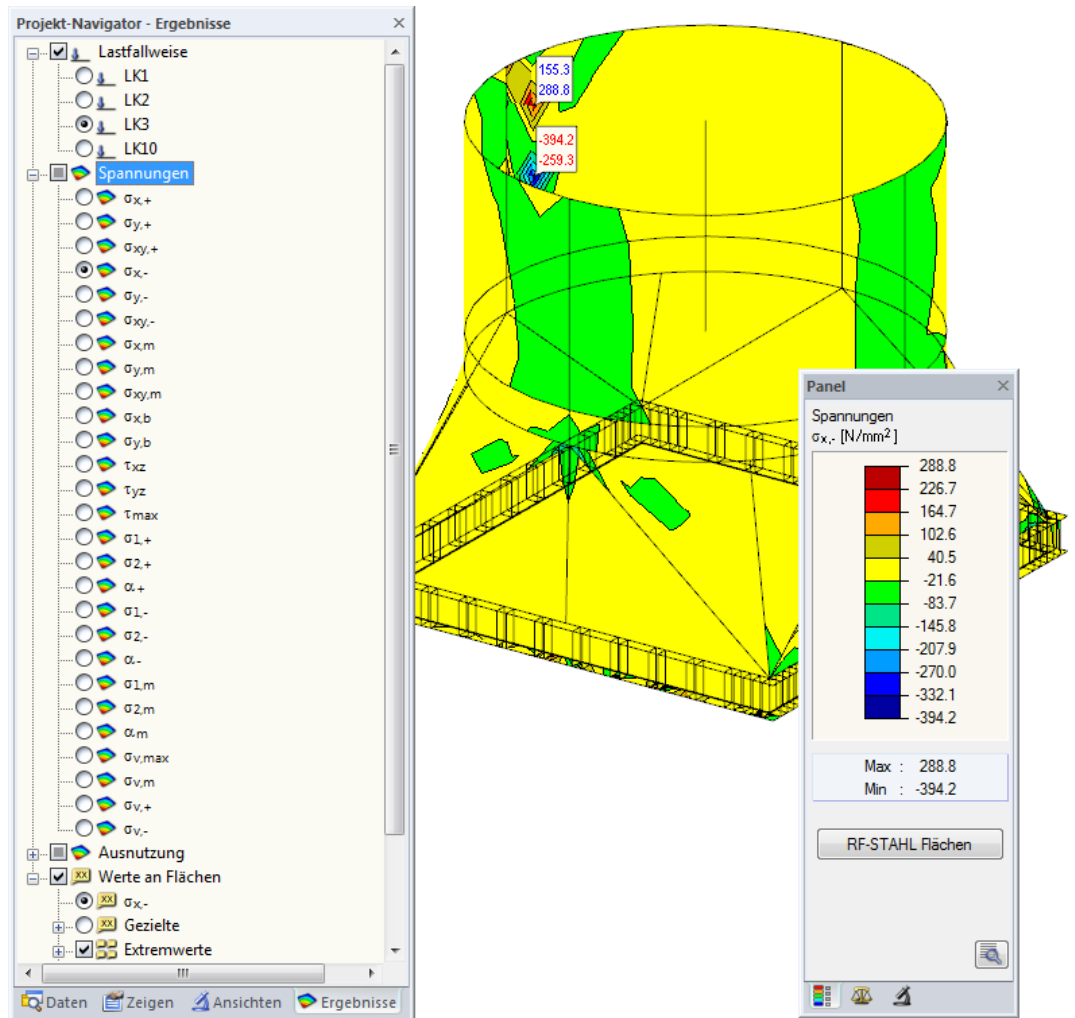 Projekt-Navigator - Ergebnisse
Lastfallweise
LK1
LK2
LK3
LK10
Spannungen
σx,+
σy,+
σxy,+
σx,-
σy,-
σxy,-
σx,m
σy,m
σxy,m
σx,b
σy,b
τxz
τyz
τmax
σ1,+
σ2,+
α+
σ1,-
σ2,-
α-
σ1,m
σ2,m
αm
σv,max
σv,m
σv,+
σv,-
Ausnutzung
Werte an Flächen
σx,-
Gezielte
Extremwerte
Daten Zeigen Ansichten Ergebnisse
155.3
288.8
-394.2
-259.3
Panel
Spannungen
σx,- [N/mm²]
288.8
226.7
164.7
102.6
40.5
-21.6
-83.7
-145.8
-207.9
-270.0
-332.1
-394.2
Max : 288.8
Min : -394.2
RF-STAHL Flächen